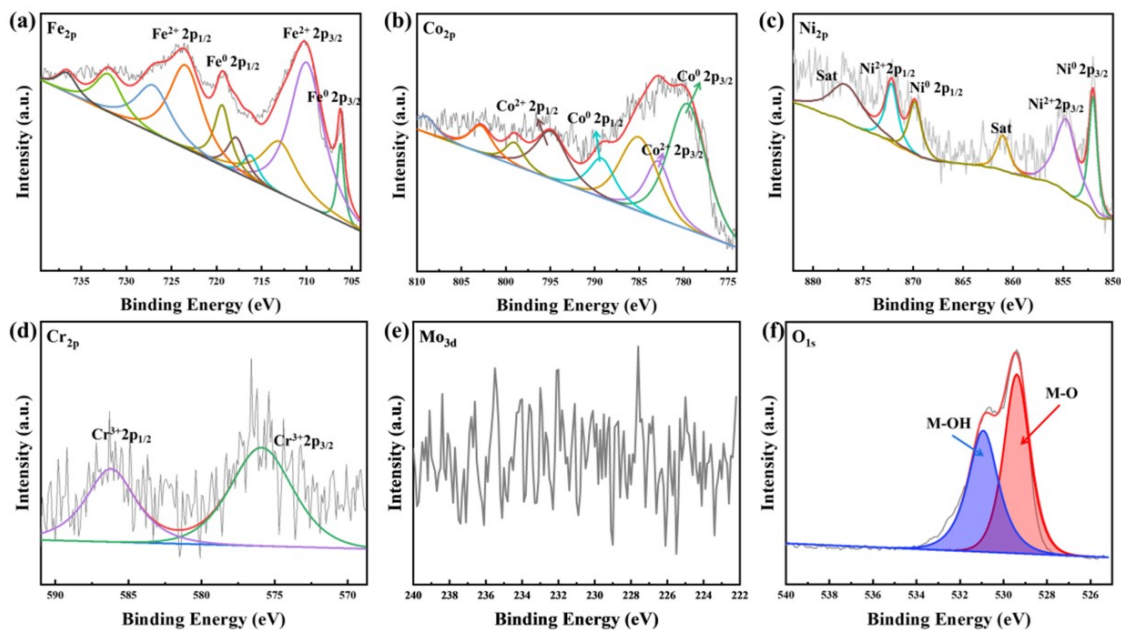 (a) Fe2p
Fe2+ 2p1/2
Fe0 2p1/2
Fe2+ 2p3/2
Fe0 2p3/2
Intensity (a.u.)
735 730 725 720 715 710 705
Binding Energy (eV)
(b) Co2p
Co2+ 2p1/2
Co0 2p1/2
Co2+ 2p3/2
Co0 2p3/2
Intensity (a.u.)
810 805 800 795 790 785 780 775
Binding Energy (eV)
(c) Ni2p
Sat
Ni2+2p1/2
Ni0 2p1/2
Sat
Ni2+2p3/2
Ni0 2p3/2
Intensity (a.u.)
880 870 860 850
Binding Energy (eV)
(d) Cr2p
Cr3+2p1/2
Cr3+2p3/2
Intensity (a.u.)
590 585 580 575 570
Binding Energy (eV)
(e) Mo3d
Intensity (a.u.)
240 238 236 234 232 230 228 226 224 222
Binding Energy (eV)
(f) O1s
M-OH
M-O
Intensity (a.u.)
540 538 536 534 532 530 528 526
Binding Energy (eV)